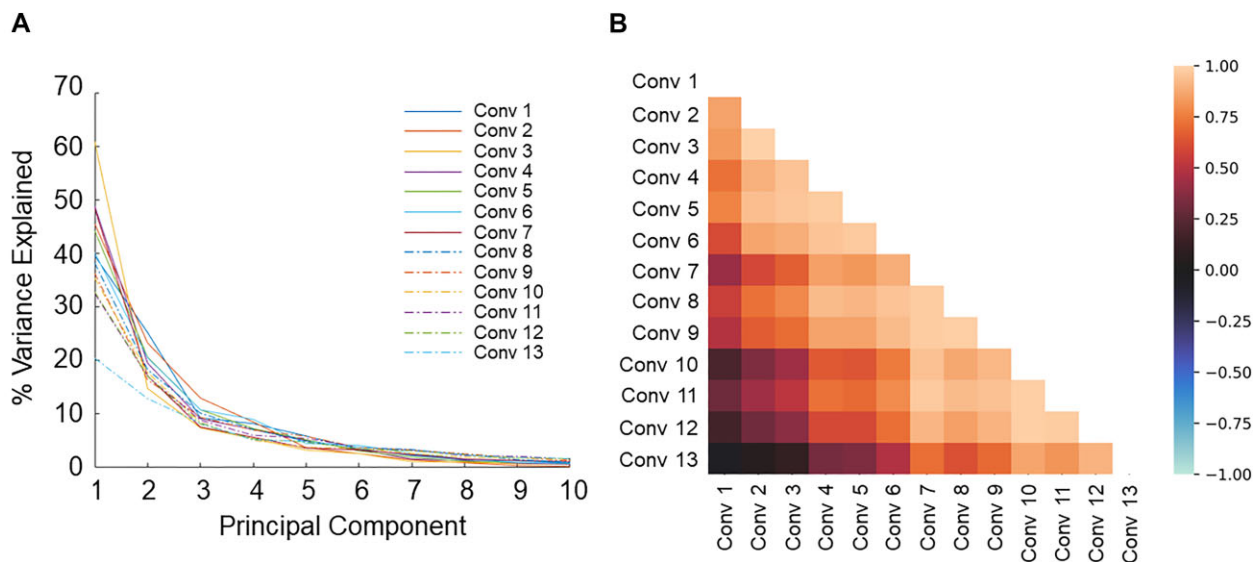 A
B
% Variance Explained
70
60
50
40
30
20
10
0
1 2 3 4 5 6 7 8 9 10
Principal Component
Conv 1
Conv 2
Conv 3
Conv 4
Conv 5
Conv 6
Conv 7
Conv 8
Conv 9
Conv 10
Conv 11
Conv 12
Conv 13
Conv 1
Conv 2
Conv 3
Conv 4
Conv 5
Conv 6
Conv 7
Conv 8
Conv 9
Conv 10
Conv 11
Conv 12
Conv 13
Conv 1
Conv 2
Conv 3
Conv 4
Conv 5
Conv 6
Conv 7
Conv 8
Conv 9
Conv 10
Conv 11
Conv 12
Conv 13
1.00
0.75
0.50
0.25
0.00
−0.25
−0.50
−0.75
−1.00